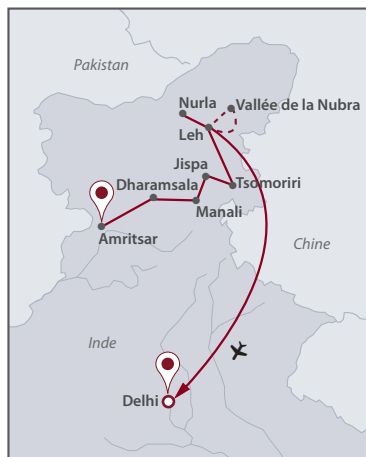 Pakistan
Nurla
Vallée de la Nubra
Leh
Jispa
Dharamsala
Tsomoriri
Manali
Amritsar
Chine
Inde
Delhi